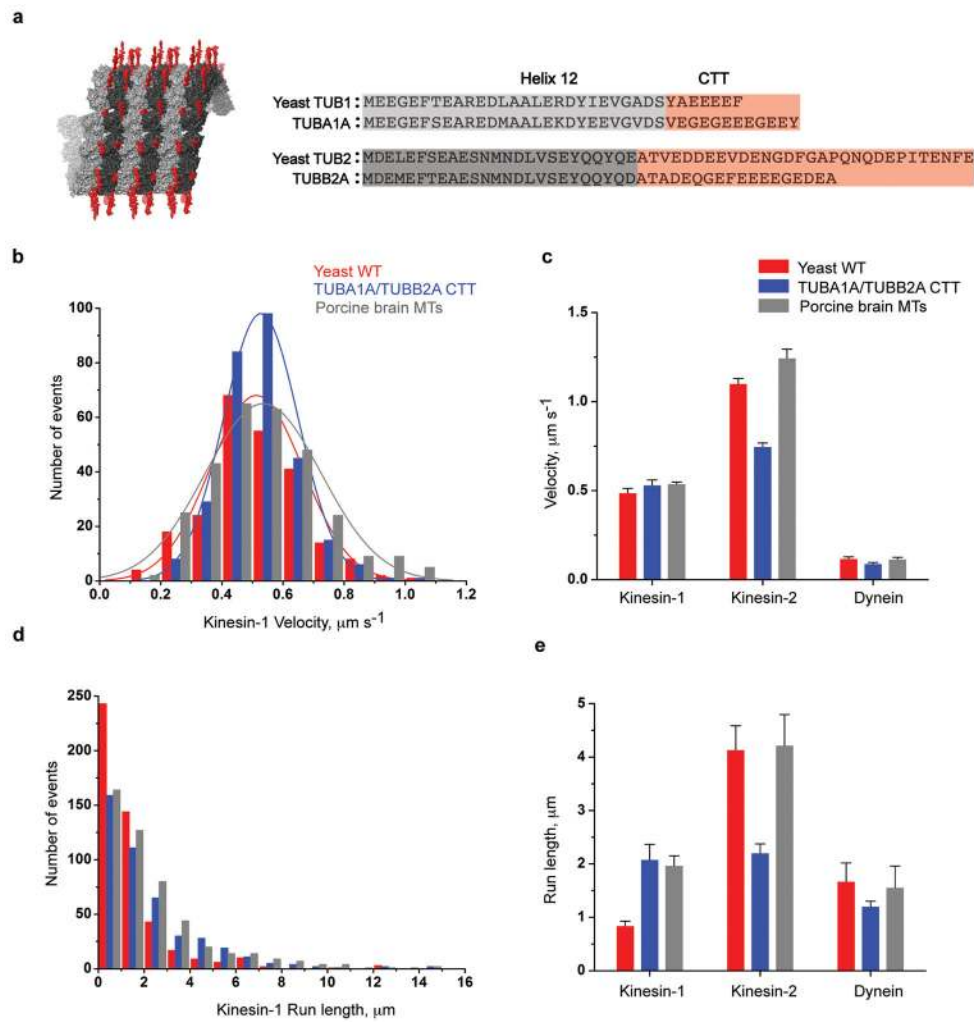 a
Helix 12 CTT
Yeast TUB1 : MEEGEFTEAREDLAALERDYIEVGADSYAEEEEF
TUBA1A : MEEGEFSEAREDMAALEKDYEEVGVDSVEGEGEEEGEEY
Yeast TUB2 : MDELEFSEAESNMNDLVSEYQQYQEATVEDDEEVDENGDFGAPQNQDEPITENFE
TUBB2A : MDEMEFTEAESNMNDLVSEYQQYQDATADEQGEFEEEEGEDEA
b
Yeast WT
TUBA1A/TUBB2A CTT
Porcine brain MTs
Number of events
100
80
60
40
20
0
0.0 0.2 0.4 0.6 0.8 1.0 1.2
Kinesin-1 Velocity, μm s⁻¹
c
Yeast WT
TUBA1A/TUBB2A CTT
Porcine brain MTs
Velocity, μm s⁻¹
1.5
1.0
0.5
0.0
Kinesin-1 Kinesin-2 Dynein
d
Number of events
250
200
150
100
50
0
0 2 4 6 8 10 12 14 16
Kinesin-1 Run length, μm
e
Run length, μm
5
4
3
2
1
0
Kinesin-1 Kinesin-2 Dynein